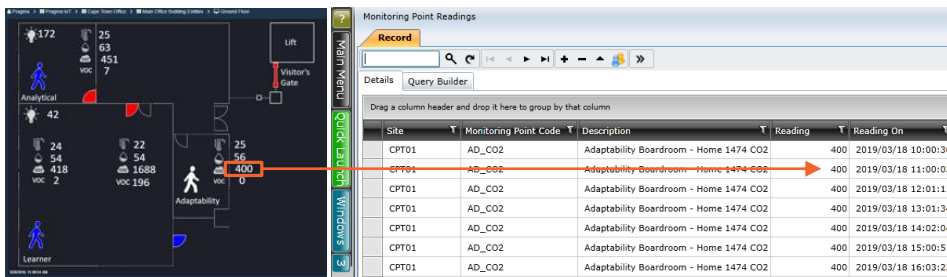 Pragma > Pragma IoT > Cape Town Office > Main Office Building Entities > Ground Floor
172
25
63
451
VOC 7
Lift
Visitor's
Gate
Analytical
42
24
54
418
VOC 2
22
54
1688
VOC 196
25
56
400
0
Adaptability
Learner
?
Main Menu
Quick Launch
Windows
3
Monitoring Point Readings
Record
Details Query Builder
Drag a column header and drop it here to group by that column
Site Monitoring Point Code Description Reading Reading On
CPT01 AD_CO2 Adaptability Boardroom - Home 1474 CO2 400 2019/03/18 10:00:30
CPT01 AD_CO2 Adaptability Boardroom - Home 1474 CO2 400 2019/03/18 11:00:0
CPT01 AD_CO2 Adaptability Boardroom - Home 1474 CO2 400 2019/03/18 12:01:1
CPT01 AD_CO2 Adaptability Boardroom - Home 1474 CO2 400 2019/03/18 13:01:3
CPT01 AD_CO2 Adaptability Boardroom - Home 1474 CO2 400 2019/03/18 14:02:0
CPT01 AD_CO2 Adaptability Boardroom - Home 1474 CO2 400 2019/03/18 15:00:5
CPT01 AD_CO2 Adaptability Boardroom - Home 1474 CO2 400 2019/03/18 16:03:2